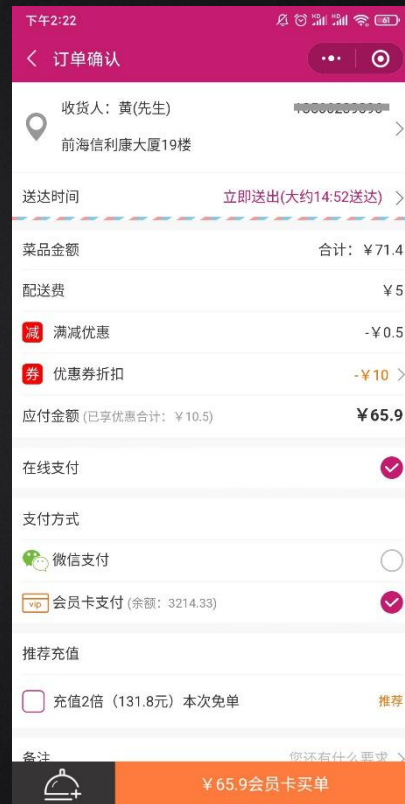 下午2:22
HD HD 61
订单确认
收货人：黄(先生)
前海信利康大厦19楼
送达时间 立即送出(大约14:52送达)
菜品金额 合计：￥71.4
配送费 ￥5
减 满减优惠 -￥0.5
券 优惠券折扣 -￥10
应付金额 (已享优惠合计：￥10.5) ￥65.9
在线支付
支付方式
微信支付
vip 会员卡支付 (余额：3214.33)
推荐充值
充值2倍（131.8元）本次免单 推荐
备注 您还有什么要求
￥65.9会员卡买单